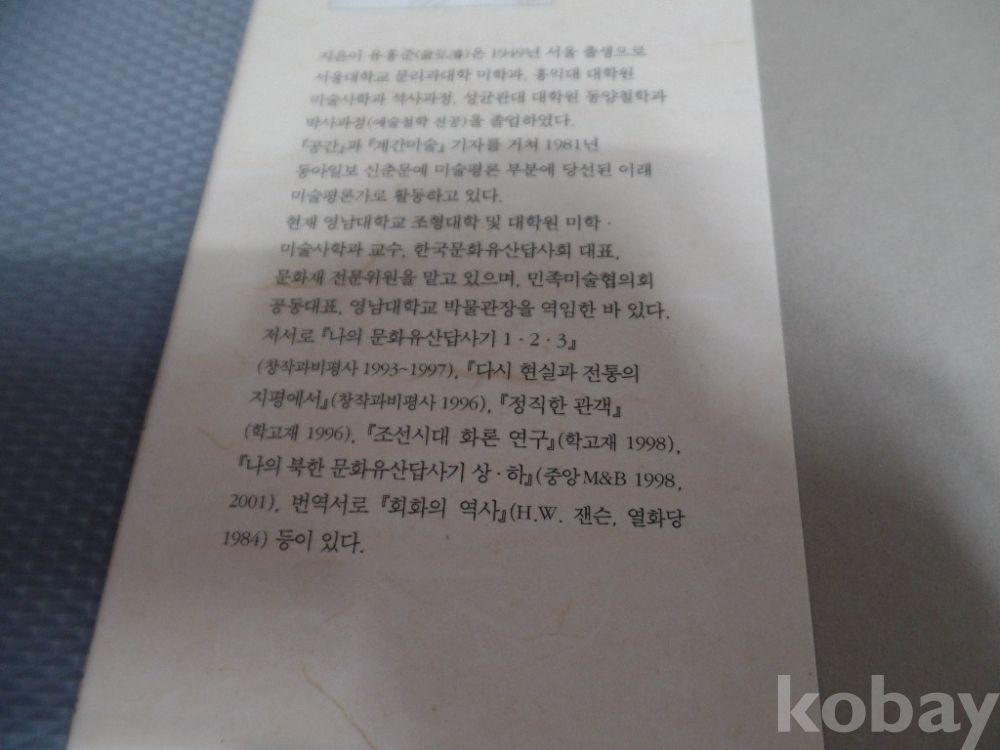 지은이 유홍준(兪弘濬)은 1949년 서울 출생으로
서울대학교 문리과대학 미학과, 홍익대 대학원
미술사학과 석사과정, 성균관대 대학원 동양철학과
박사과정(예술철학 전공)을 졸업하였다.
『공간』과 『계간미술』 기자를 거쳐 1981년
동아일보 신춘문예 미술평론 부분에 당선된 이래
미술평론가로 활동하고 있다.
현재 영남대학교 조형대학 및 대학원 미학·
미술사학과 교수, 한국문화유산답사회 대표,
문화재 전문위원을 맡고 있으며, 민족미술협의회
공동대표, 영남대학교 박물관장을 역임한 바 있다.
저서로 『나의 문화유산답사기 1·2·3』
(창작과비평사 1993~1997), 『다시 현실과 전통의
지평에서』(창작과비평사 1996), 『정직한 관객』
(학고재 1996), 『조선시대 화론 연구』(학고재 1998),
『나의 북한 문화유산답사기 상·하』(중앙M&B 1998,
2001), 번역서로 『회화의 역사』(H.W. 잰슨, 열화당
1984) 등이 있다.
kobay